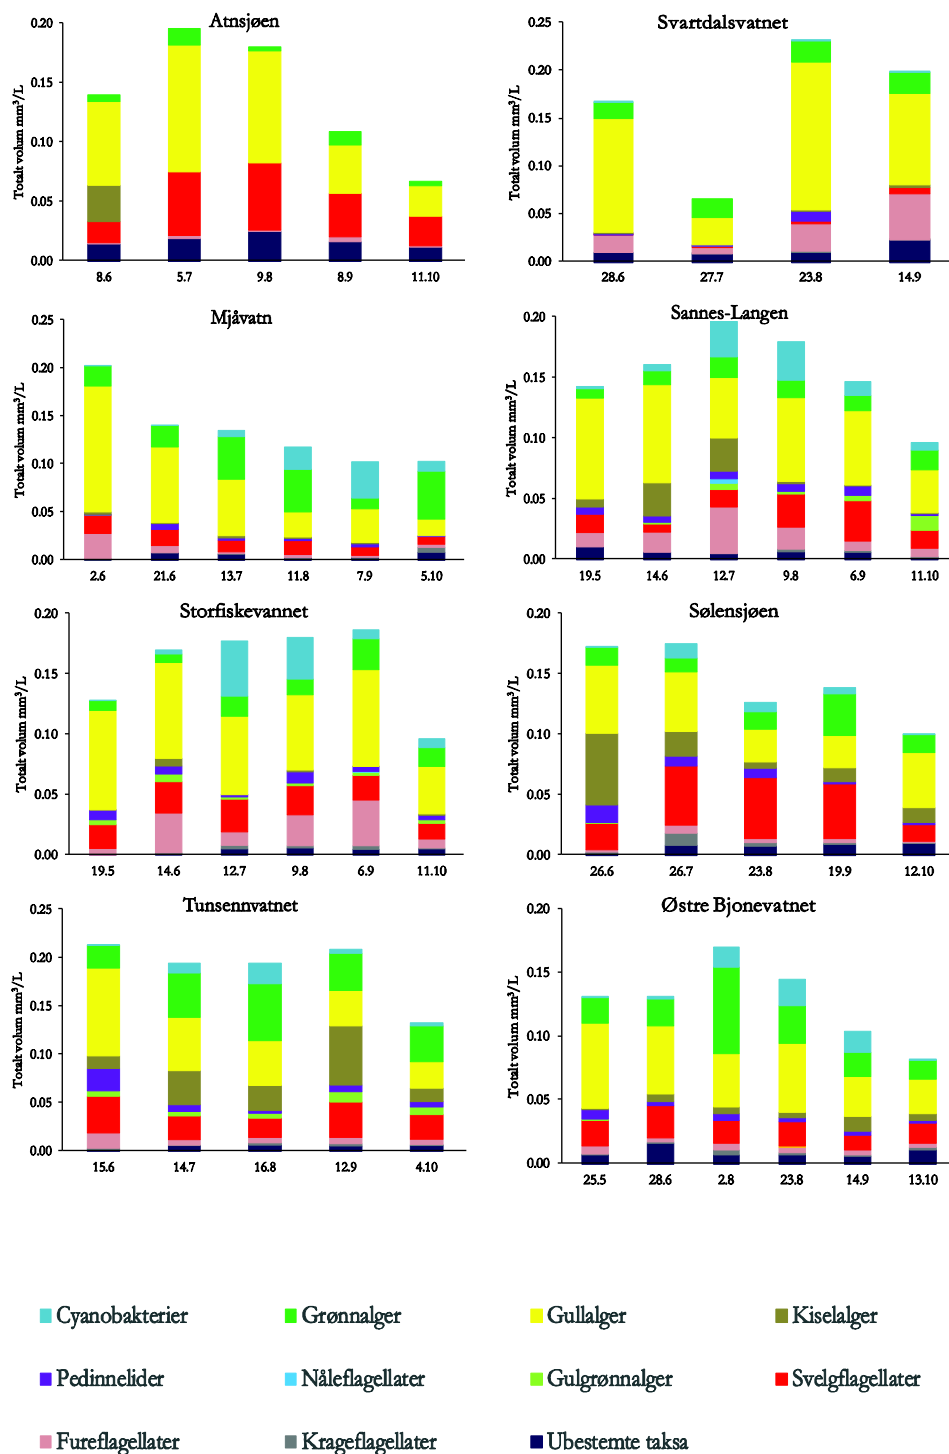 Atnsjøen
Totalt volum mm³/L
0.20
0.15
0.10
0.05
0.00
8.6 5.7 9.8 8.9 11.10
Svartdalsvatnet
Totalt volum mm³/L
0.25
0.20
0.15
0.10
0.05
0.00
28.6 27.7 23.8 14.9
Mjåvatn
Totalt volum mm³/L
0.25
0.20
0.15
0.10
0.05
0.00
2.6 21.6 13.7 11.8 7.9 5.10
Sannes-Langen
Totalt volum mm³/L
0.20
0.15
0.10
0.05
0.00
19.5 14.6 12.7 9.8 6.9 11.10
Storfiskevannet
Totalt volum mm³/L
0.20
0.15
0.10
0.05
0.00
19.5 14.6 12.7 9.8 6.9 11.10
Sølensjøen
Totalt volum mm³/L
0.20
0.15
0.10
0.05
0.00
26.6 26.7 23.8 19.9 12.10
Tunsennvatnet
Totalt volum mm³/L
0.25
0.20
0.15
0.10
0.05
0.00
15.6 14.7 16.8 12.9 4.10
Østre Bjonevatnet
Totalt volum mm³/L
0.20
0.15
0.10
0.05
0.00
25.5 28.6 2.8 23.8 14.9 13.10
Cyanobakterier Grønnalger Gullalger Kiselalger
Pedinnelider Nåleflagellater Gulgrønnalger Svelgflagellater
Fureflagellater Krageflagellater Ubestemte taksa